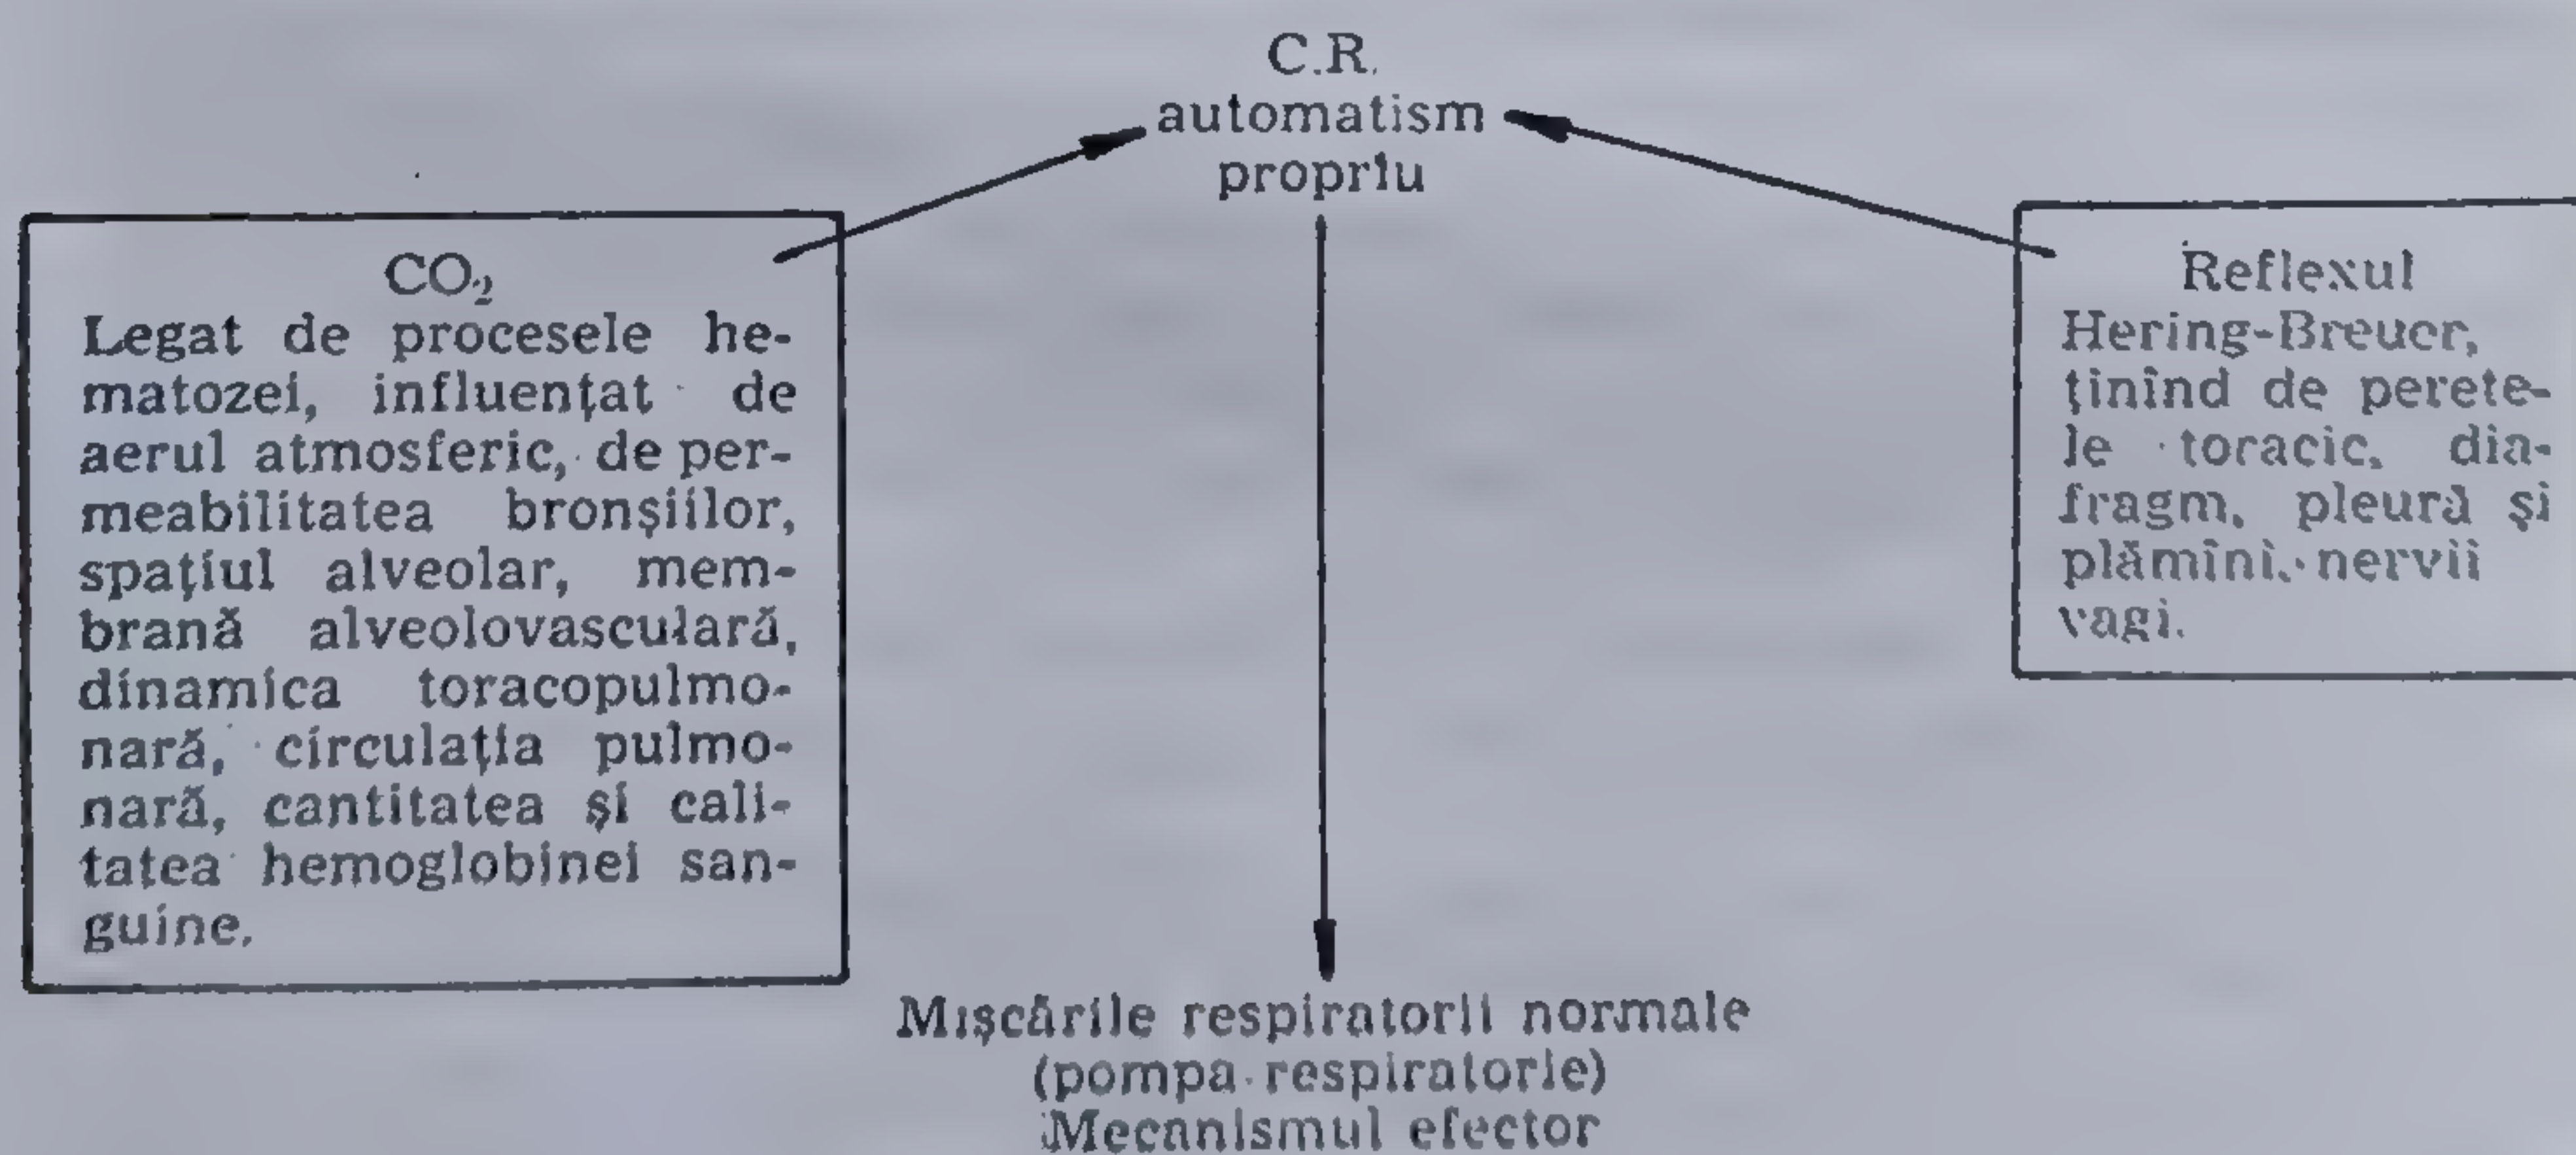 C.R.
automatism
propriu
CO₂
Legat de procesele he-
matozei, influențat de
aerul atmosferic, de per-
meabilitatea bronșiilor,
spațiul alveolar, mem-
brană alveolovasculară,
dinamica toracopulmo-
nară, circulația pulmo-
nară, cantitatea și cali-
tatea hemoglobinei san-
guine.
Reflexul
Hering-Breuer,
ținînd de perete-
le toracic, dia-
fragm, pleură și
plămîni, nervii
vagi.
Mișcările respiratorii normale
(pompa respiratorie)
Mecanismul efector